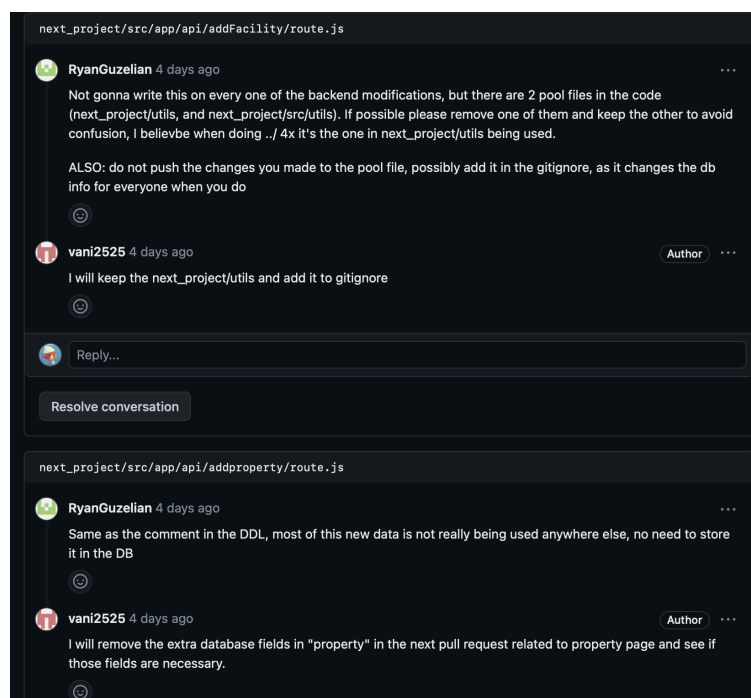 next_project/src/app/api/addFacility/route.js
RyanGuzelian 4 days ago
Not gonna write this on every one of the backend modifications, but there are 2 pool files in the code
(next_project/utils, and next_project/src/utils). If possible please remove one of them and keep the other to avoid
confusion, I believbe when doing ../ 4x it's the one in next_project/utils being used.
ALSO: do not push the changes you made to the pool file, possibly add it in the gitignore, as it changes the db
info for everyone when you do
vani2525 4 days ago
Author
I will keep the next_project/utils and add it to gitignore
Reply...
Resolve conversation
next_project/src/app/api/addproperty/route.js
RyanGuzelian 4 days ago
Same as the comment in the DDL, most of this new data is not really being used anywhere else, no need to store
it in the DB
vani2525 4 days ago
Author
I will remove the extra database fields in "property" in the next pull request related to property page and see if
those fields are necessary.